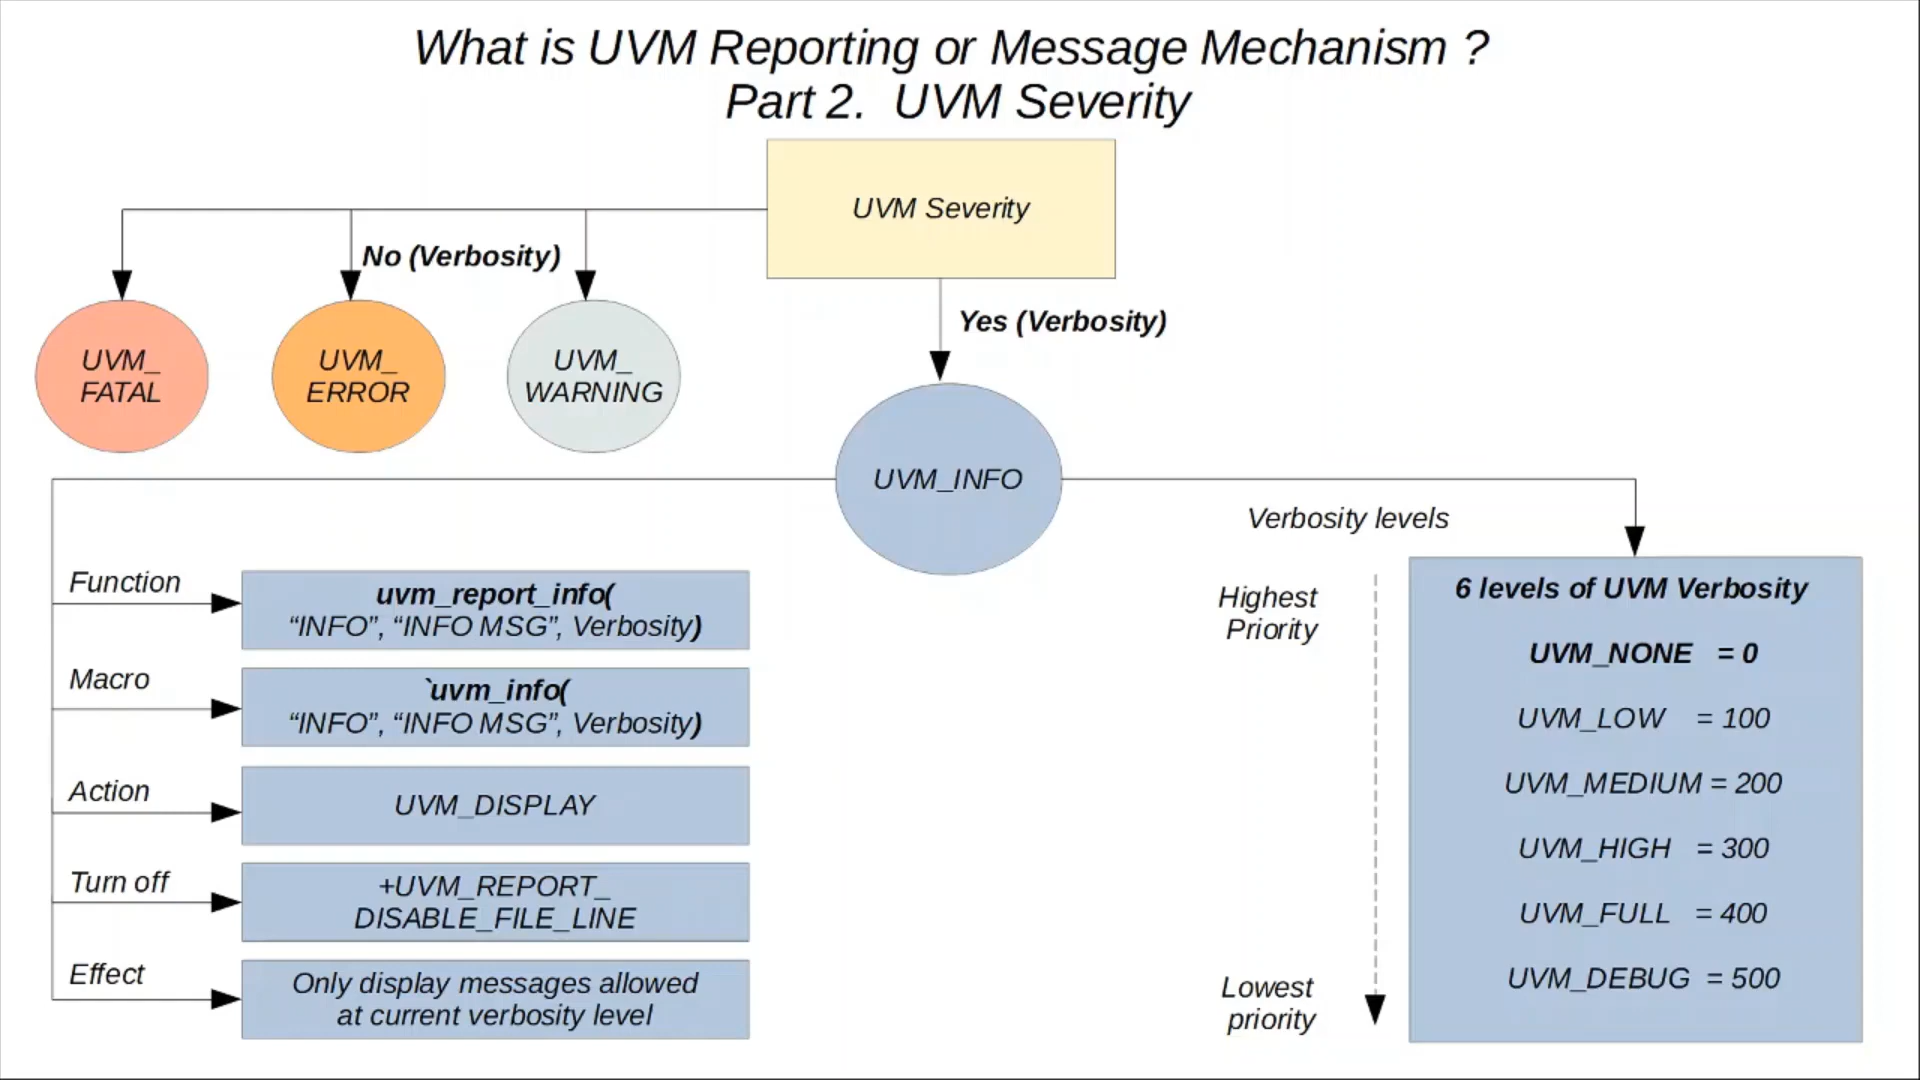 What is UVM Reporting or Message Mechanism ?
Part 2. UVM Severity
UVM Severity
No (Verbosity)
Yes (Verbosity)
UVM_
FATAL
UVM_
ERROR
UVM_
WARNING
UVM_INFO
Function
uvm_report_info(
“INFO”, “INFO MSG”, Verbosity)
Macro
`uvm_info(
“INFO”, “INFO MSG”, Verbosity)
Action
UVM_DISPLAY
Turn off
+UVM_REPORT_
DISABLE_FILE_LINE
Effect
Only display messages allowed
at current verbosity level
Verbosity levels
Highest
Priority
Lowest
priority
6 levels of UVM Verbosity
UVM_NONE = 0
UVM_LOW = 100
UVM_MEDIUM = 200
UVM_HIGH = 300
UVM_FULL = 400
UVM_DEBUG = 500